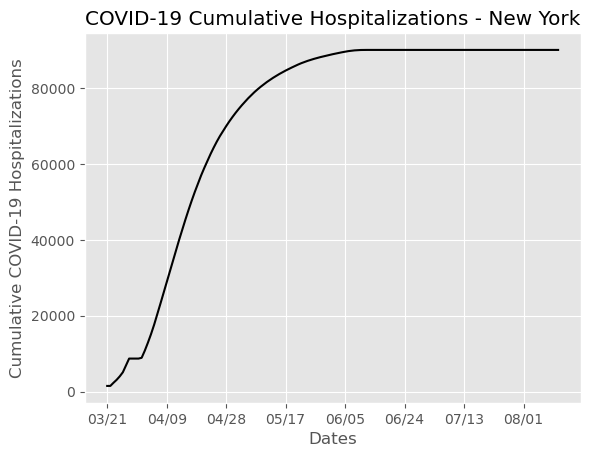 COVID-19 Cumulative Hospitalizations - New York
Cumulative COVID-19 Hospitalizations
80000
60000
40000
20000
0
03/21 04/09 04/28 05/17 06/05 06/24 07/13 08/01
Dates